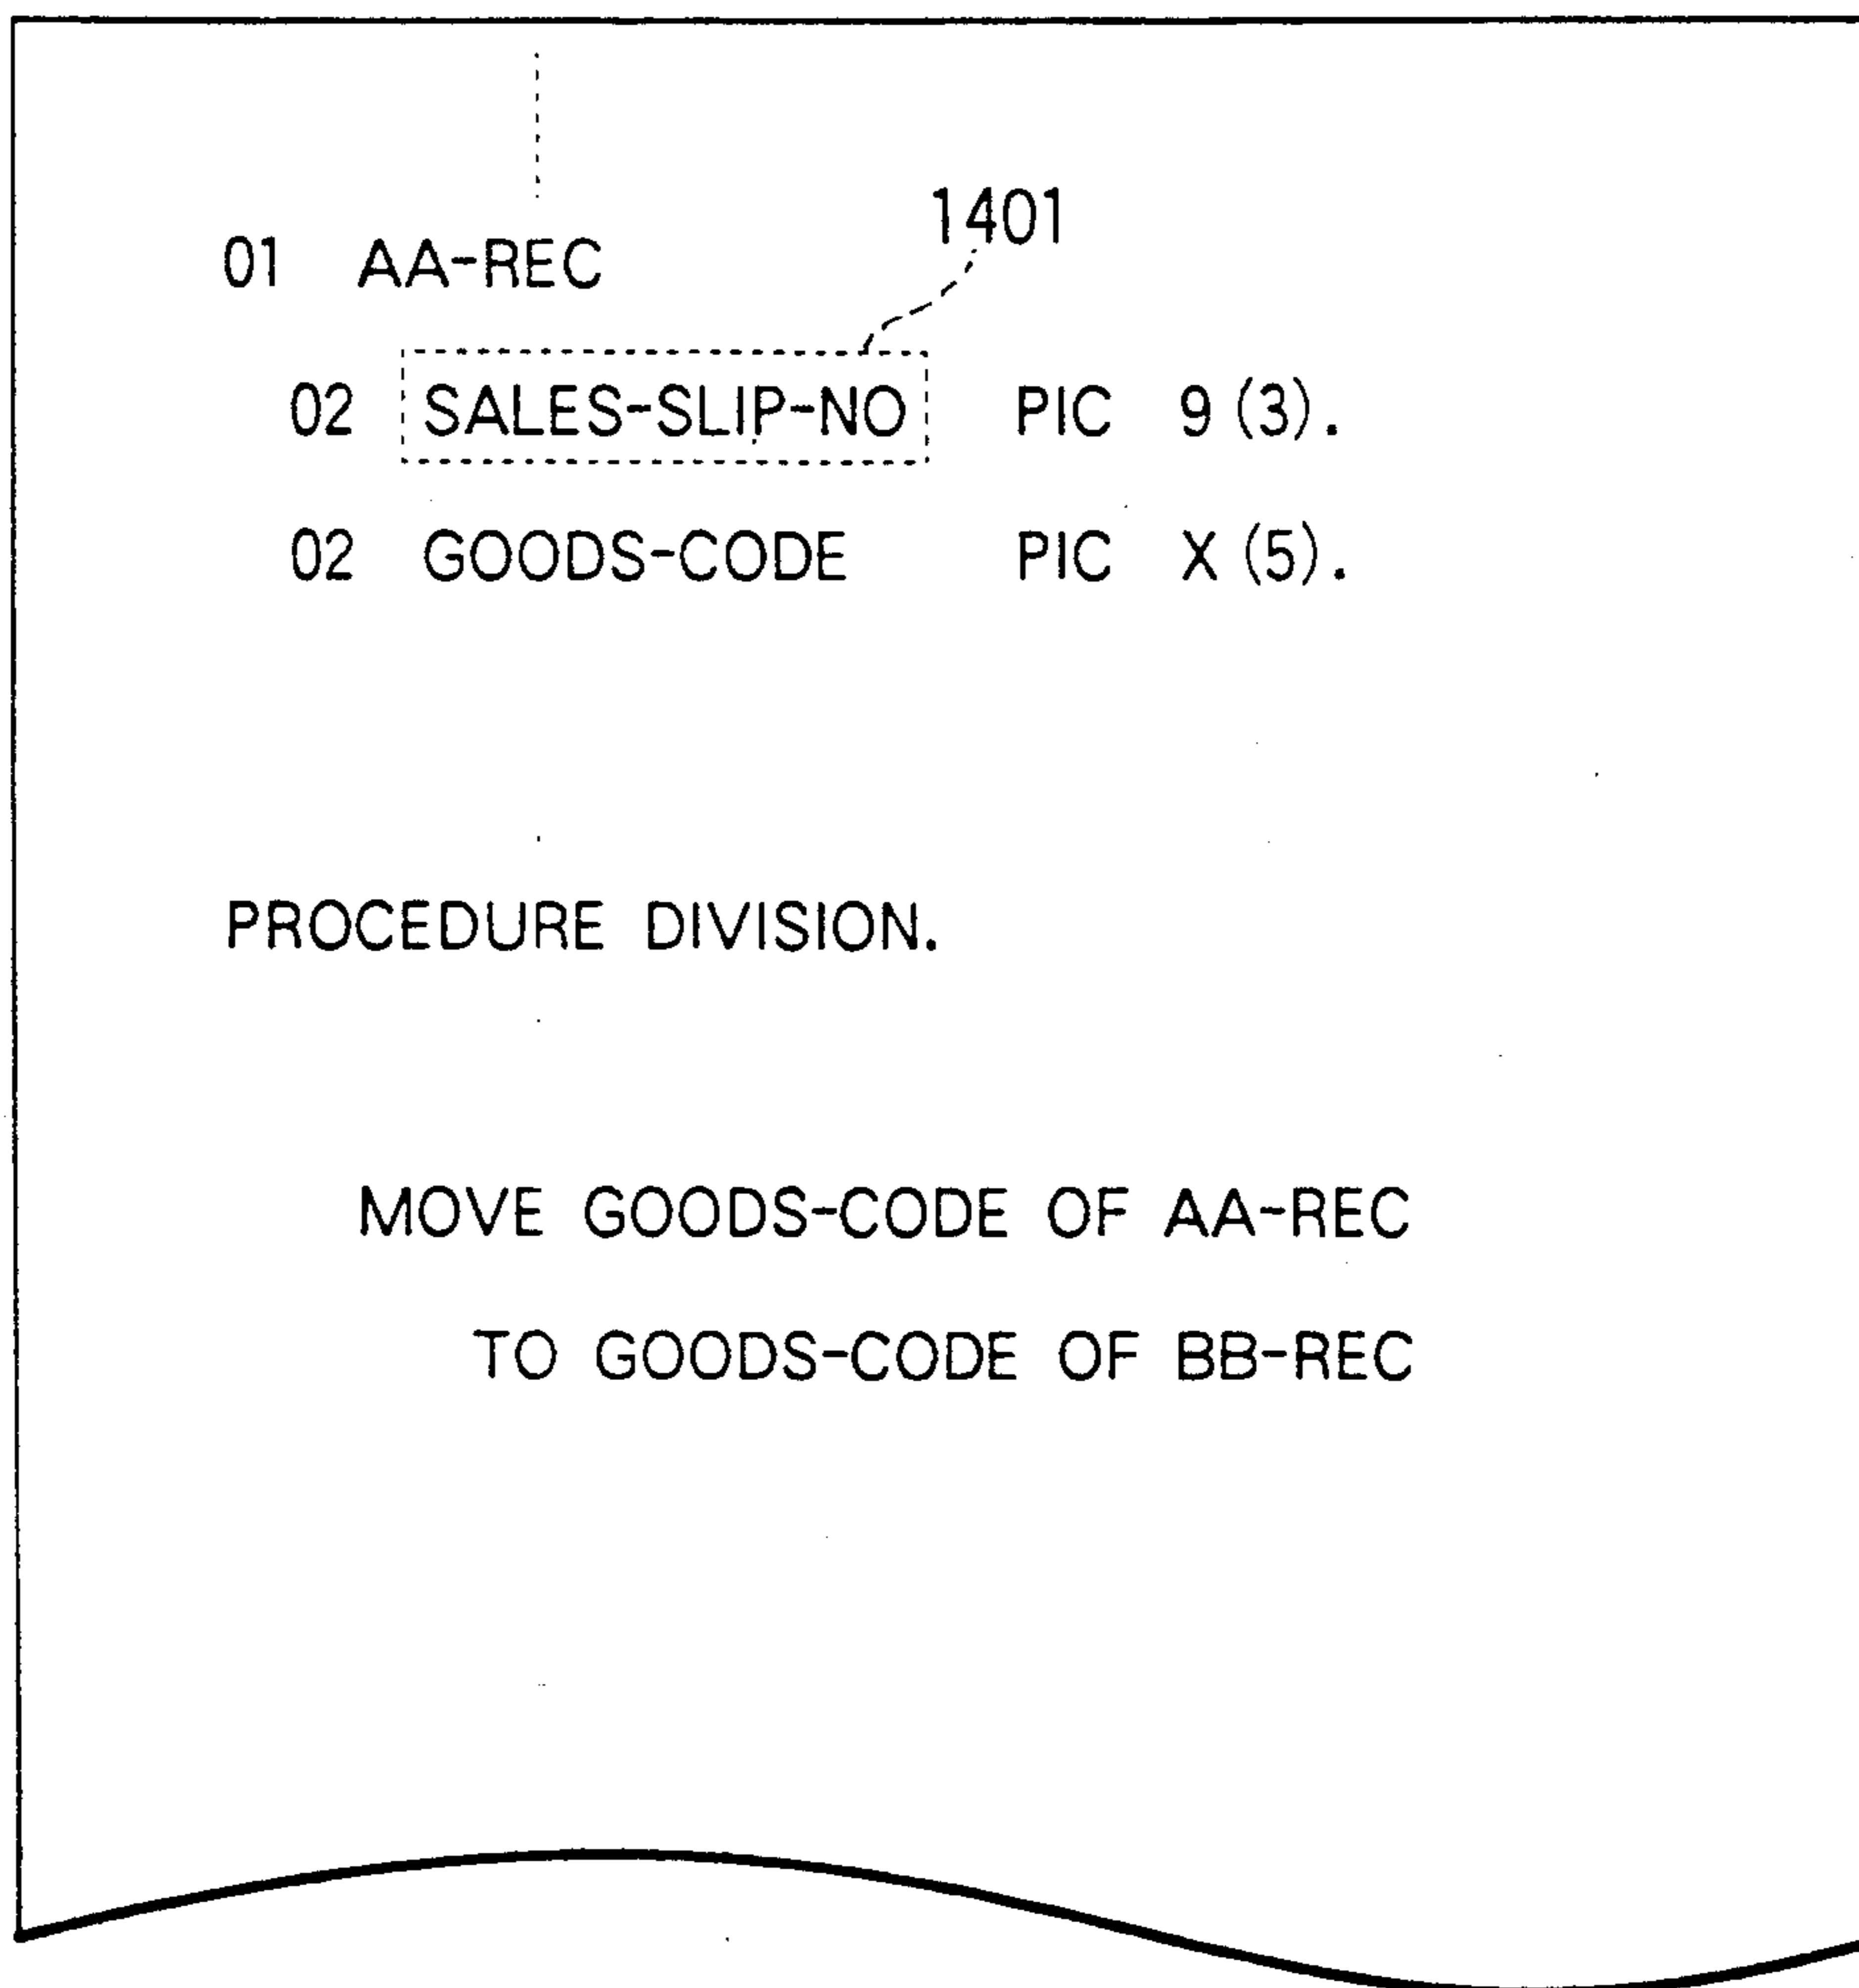 1401
01 AA-REC
02 SALES-SLIP-NO PIC 9(3).
02 GOODS-CODE PIC X(5).
PROCEDURE DIVISION.
MOVE GOODS-CODE OF AA-REC
TO GOODS-CODE OF BB-REC